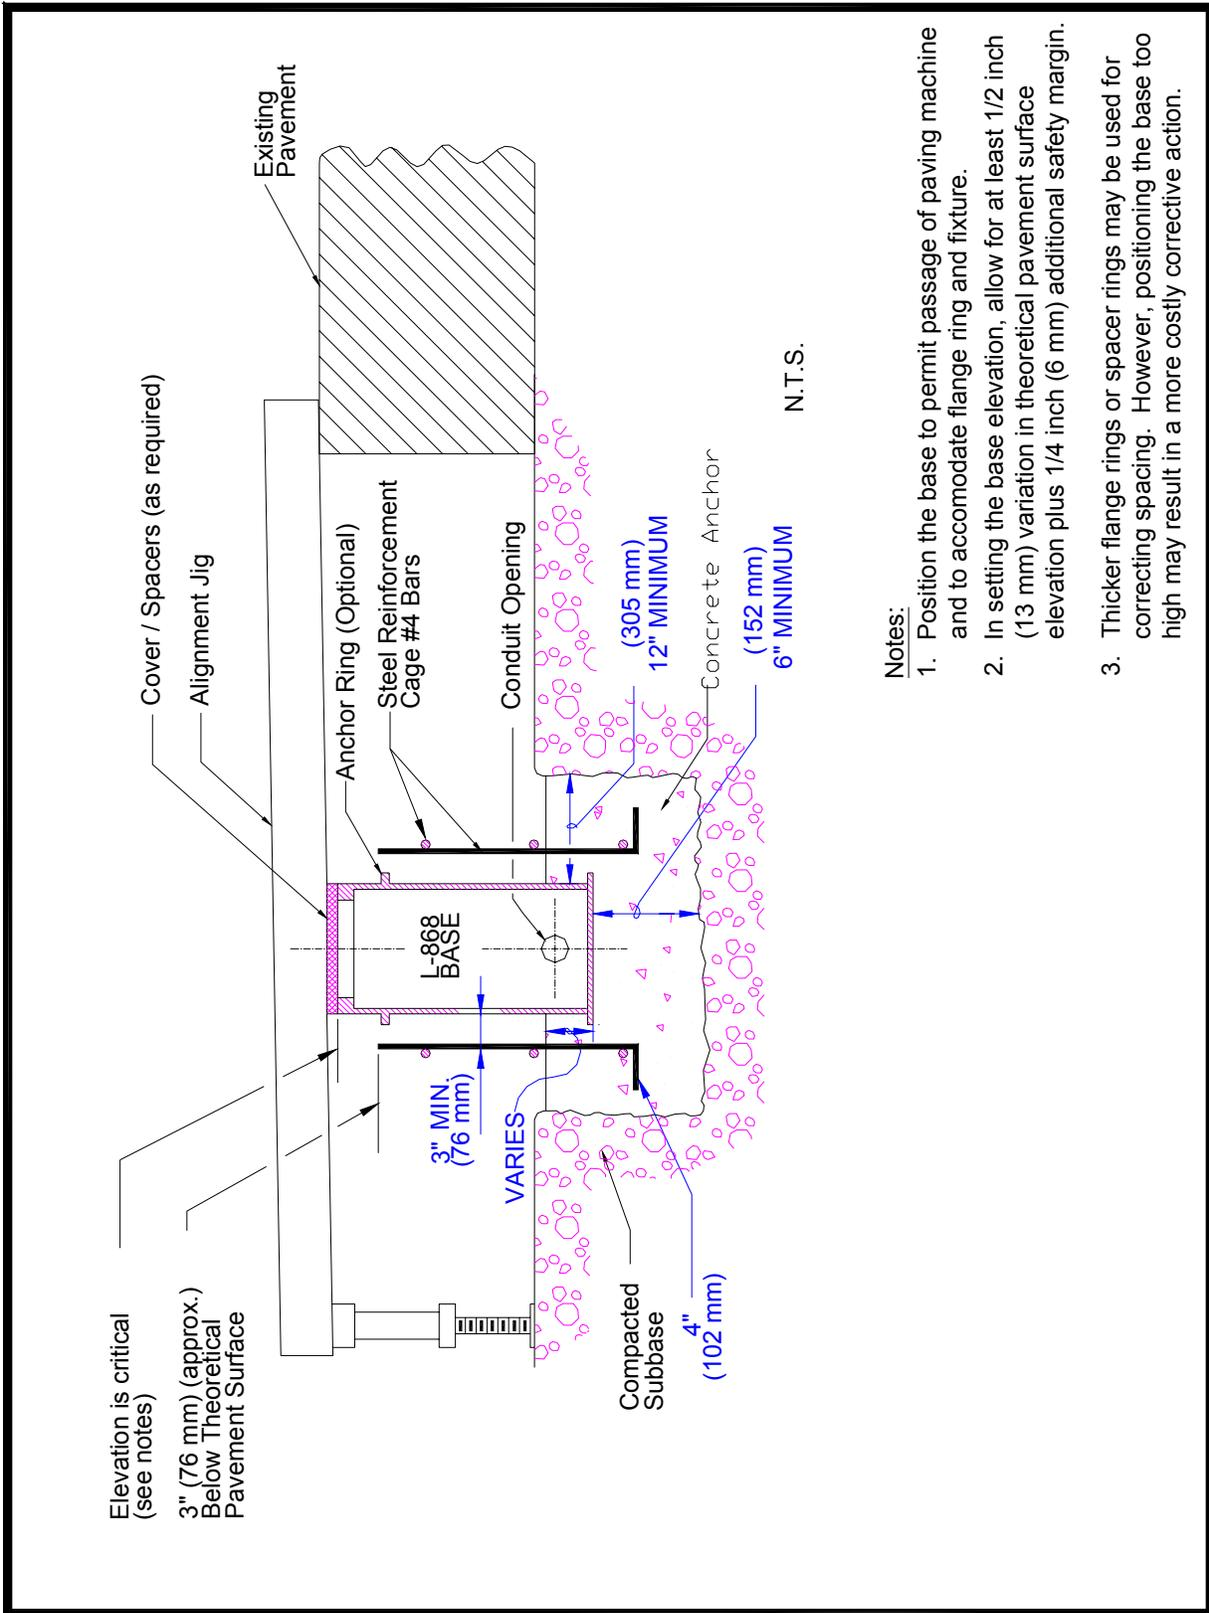 Elevation is critical
(see notes)
3" (76 mm) (approx.)
Below Theoretical
Pavement Surface
Cover / Spacers (as required)
Alignment Jig
Existing
Pavement
Anchor Ring (Optional)
Steel Reinforcement
Cage #4 Bars
Conduit Opening
L-868
BASE
3" MIN.
(76 mm)
VARIES
(305 mm)
12" MINIMUM
Concrete Anchor
(152 mm)
6" MINIMUM
Compacted
Subbase
4"
(102 mm)
N.T.S.
Notes:
1. Position the base to permit passage of paving machine
and to accomodate flange ring and fixture.
2. In setting the base elevation, allow for at least 1/2 inch
(13 mm) variation in theoretical pavement surface
elevation plus 1/4 inch (6 mm) additional safety margin.
3. Thicker flange rings or spacer rings may be used for
correcting spacing. However, positioning the base too
high may result in a more costly corrective action.